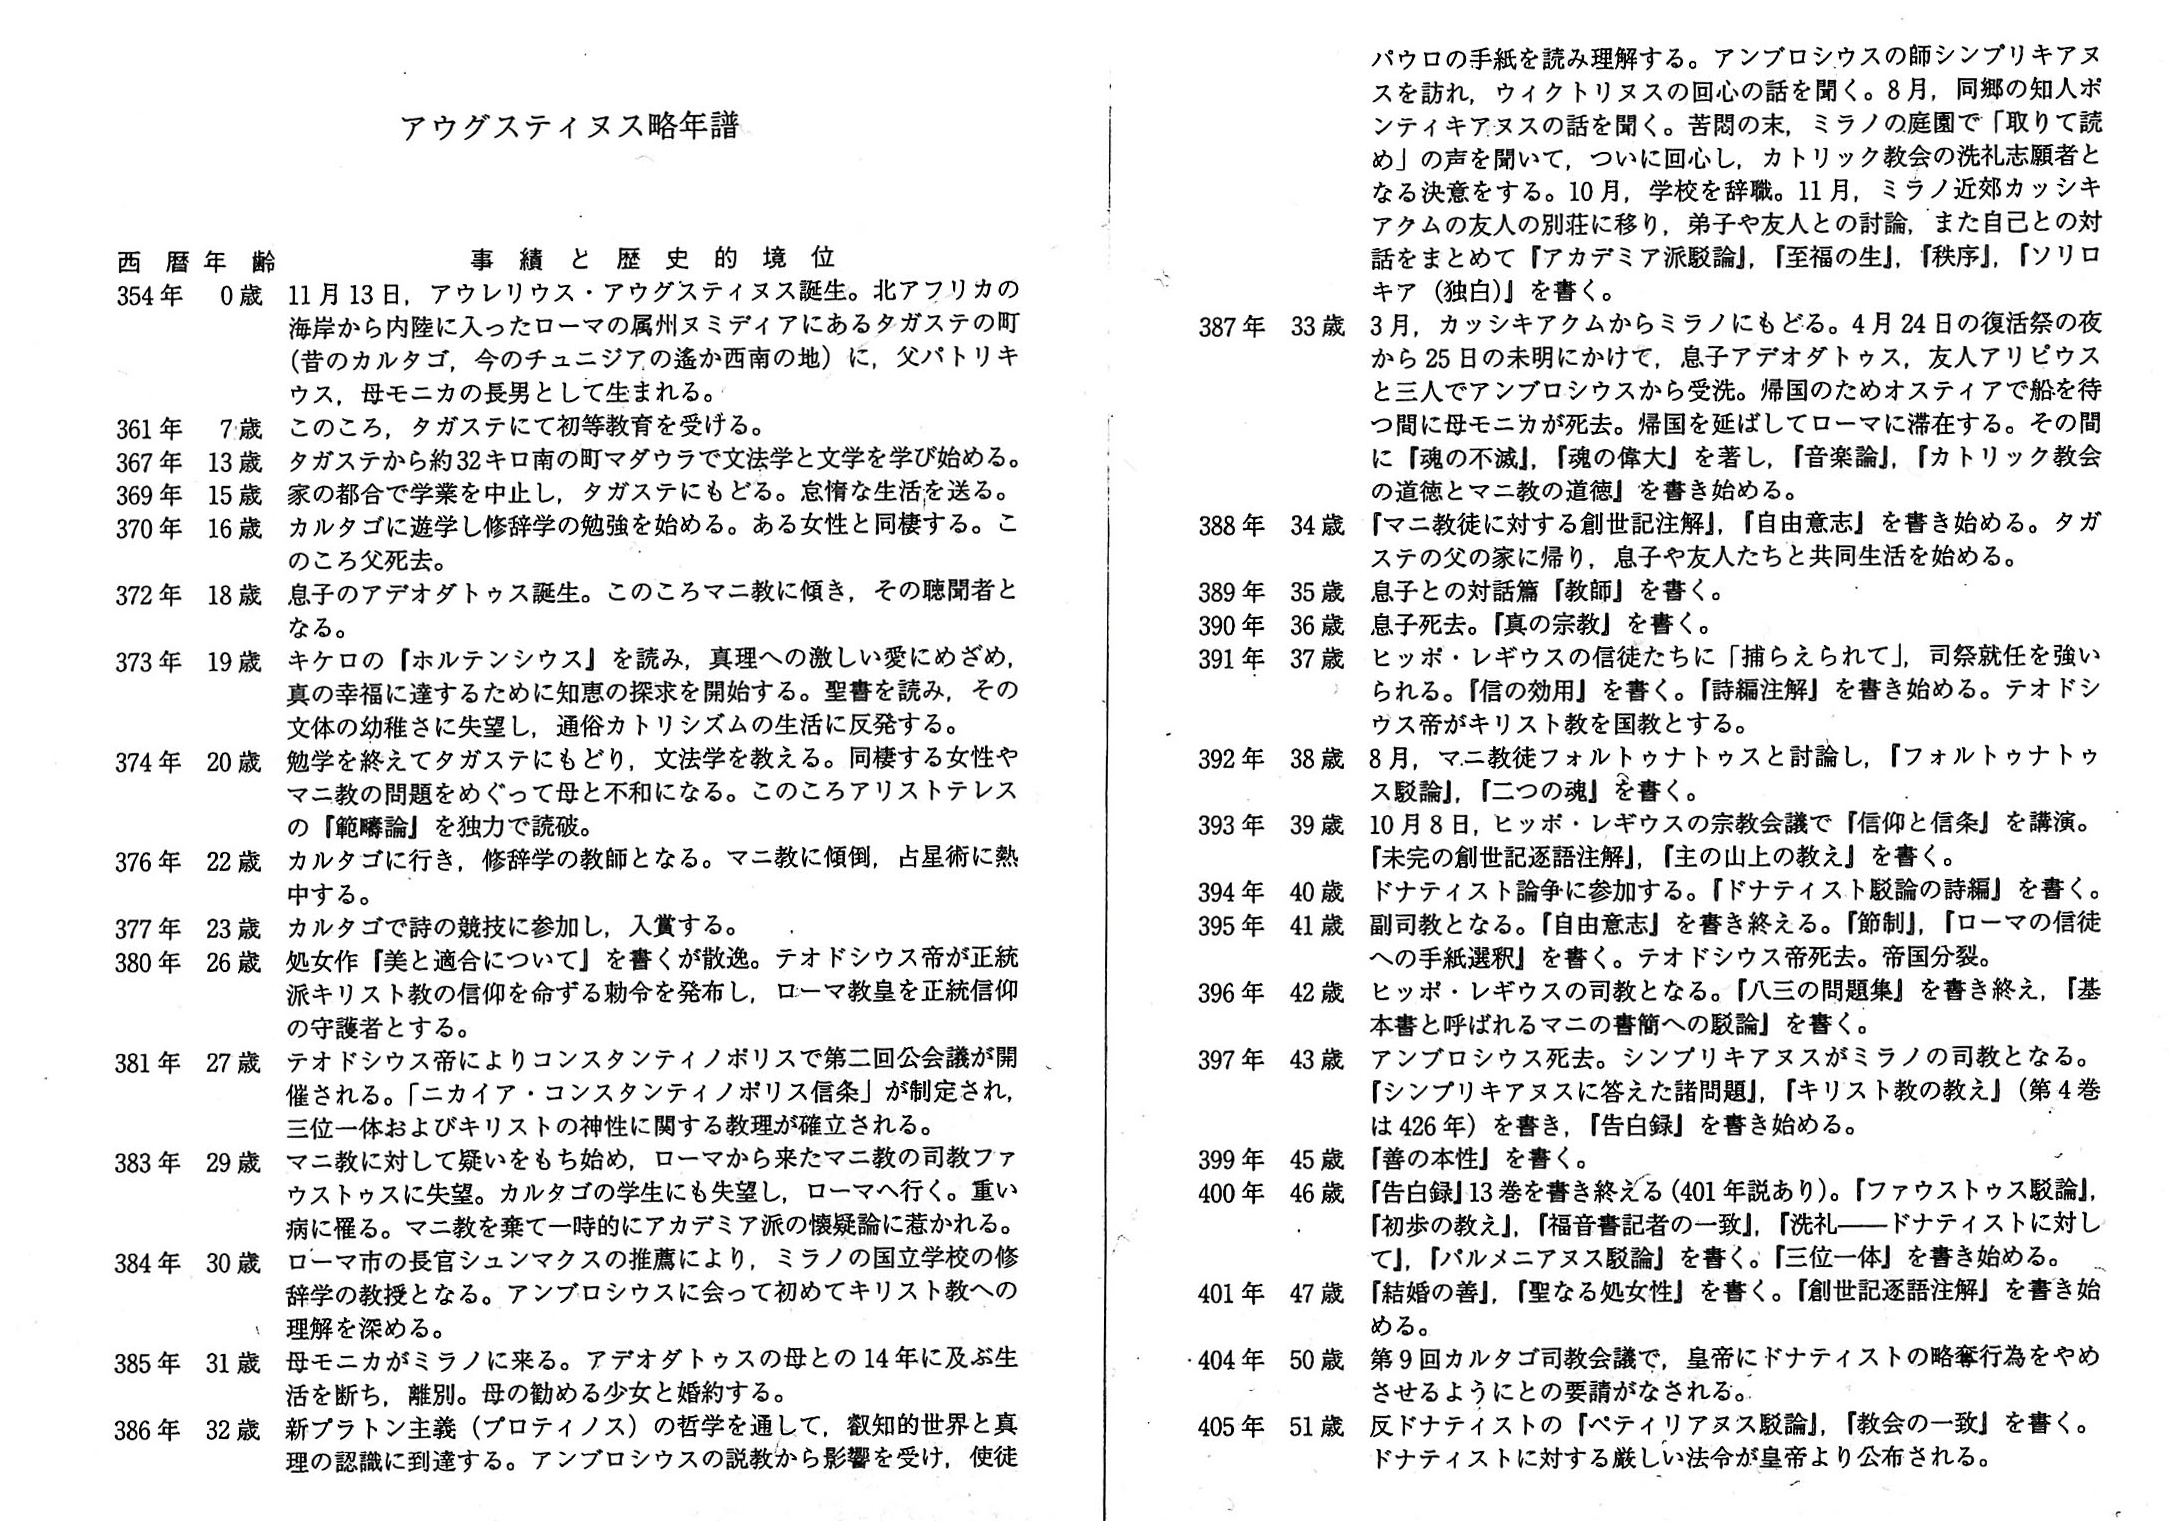 アウグスティヌス略年譜
西暦 年齢 事績と歴史的境位
354年 0歳 11月13日，アウレリウス・アウグスティヌス誕生。北アフリカの
海岸から内陸に入ったローマの属州ヌミディアにあるタガステの町
（昔のカルタゴ，今のチュニジアの遙か西南の地）に，父パトリキ
ウス，母モニカの長男として生まれる。
361年 7歳 このころ，タガステにて初等教育を受ける。
367年 13歳 タガステから約32キロ南の町マダウラで文法学と文学を学び始める。
369年 15歳 家の都合で学業を中止し，タガステにもどる。怠惰な生活を送る。
370年 16歳 カルタゴに遊学し修辞学の勉強を始める。ある女性と同棲する。こ
のころ父死去。
372年 18歳 息子のアデオダトゥス誕生。このころマニ教に傾き，その聴聞者と
なる。
373年 19歳 キケロの『ホルテンシウス』を読み，真理への激しい愛にめざめ，
真の幸福に達するために知恵の探求を開始する。聖書を読み，その
文体の幼稚さに失望し，通俗カトリシズムの生活に反発する。
374年 20歳 勉学を終えてタガステにもどり，文法学を教える。同棲する女性や
マニ教の問題をめぐって母と不和になる。このころアリストテレス
の『範疇論』を独力で読破。
376年 22歳 カルタゴに行き，修辞学の教師となる。マニ教に傾倒，占星術に熱
中する。
377年 23歳 カルタゴで詩の競技に参加し，入賞する。
380年 26歳 処女作『美と適合について』を書くが散逸。テオドシウス帝が正統
派キリスト教の信仰を命ずる勅令を発布し，ローマ教皇を正統信仰
の守護者とする。
381年 27歳 テオドシウス帝によりコンスタンティノポリスで第二回公会議が開
催される。「ニカイア・コンスタンティノポリス信条」が制定され，
三位一体およびキリストの神性に関する教理が確立される。
383年 29歳 マニ教に対して疑いをもち始め，ローマから来たマニ教の司教ファ
ウストゥスに失望。カルタゴの学生にも失望し，ローマへ行く。重い
病に罹る。マニ教を棄て一時的にアカデミア派の懐疑論に惹かれる。
384年 30歳 ローマ市の長官シュンマクスの推薦により，ミラノの国立学校の修
辞学の教授となる。アンブロシウスに会って初めてキリスト教への
理解を深める。
385年 31歳 母モニカがミラノに来る。アデオダトゥスの母との14年に及ぶ生
活を断ち，離別。母の勧める少女と婚約する。
386年 32歳 新プラトン主義（プロティノス）の哲学を通して，叡知的世界と真
理の認識に到達する。アンブロシウスの説教から影響を受け，使徒
パウロの手紙を読み理解する。アンブロシウスの師シンプリキアヌ
スを訪れ，ウィクトリヌスの回心の話を聞く。8月，同郷の知人ポ
ンティキアヌスの話を聞く。苦悶の末，ミラノの庭園で「取りて読
め」の声を聞いて，ついに回心し，カトリック教会の洗礼志願者と
なる決意をする。10月，学校を辞職。11月，ミラノ近郊カッシキ
アクムの友人の別荘に移り，弟子や友人との討論，また自己との対
話をまとめて『アカデミア派駁論』，『至福の生』，『秩序』，『ソリロ
キア（独白）』を書く。
387年 33歳 3月，カッシキアクムからミラノにもどる。4月24日の復活祭の夜
から25日の未明にかけて，息子アデオダトゥス，友人アリピウス
と三人でアンブロシウスから受洗。帰国のためオスティアで船を待
つ間に母モニカが死去。帰国を延ばしてローマに滞在する。その間
に『魂の不滅』，『魂の偉大』を著し，『音楽論』，『カトリック教会
の道徳とマニ教の道徳』を書き始める。
388年 34歳 『マニ教徒に対する創世記注解』，『自由意志』を書き始める。タガ
ステの父の家に帰り，息子や友人たちと共同生活を始める。
389年 35歳 息子との対話篇『教師』を書く。
390年 36歳 息子死去。『真の宗教』を書く。
391年 37歳 ヒッポ・レギウスの信徒たちに「捕らえられて」，司祭就任を強い
られる。『信の効用』を書く。『詩編注解』を書き始める。テオドシ
ウス帝がキリスト教を国教とする。
392年 38歳 8月，マニ教徒フォルトゥナトゥスと討論し，『フォルトゥナトゥ
ス駁論』，『二つの魂』を書く。
393年 39歳 10月8日，ヒッポ・レギウスの宗教会議で『信仰と信条』を講演。
『未完の創世記逐語注解』，『主の山上の教え』を書く。
394年 40歳 ドナティスト論争に参加する。『ドナティスト駁論の詩編』を書く。
395年 41歳 副司教となる。『自由意志』を書き終える。『節制』，『ローマの信徒
への手紙選釈』を書く。テオドシウス帝死去。帝国分裂。
396年 42歳 ヒッポ・レギウスの司教となる。『八三の問題集』を書き終え，『基
本書と呼ばれるマニの書簡への駁論』を書く。
397年 43歳 アンブロシウス死去。シンプリキアヌスがミラノの司教となる。
『シンプリキアヌスに答えた諸問題』，『キリスト教の教え』（第4巻
は426年）を書き，『告白録』を書き始める。
399年 45歳 『善の本性』を書く。
400年 46歳 『告白録』13巻を書き終える（401年説あり）。『ファウストゥス駁論』，
『初歩の教え』，『福音書記者の一致』，『洗礼――ドナティストに対し
て』，『パルメニアヌス駁論』を書く。『三位一体』を書き始める。
401年 47歳 『結婚の善』，『聖なる処女性』を書く。『創世記逐語注解』を書き始
める。
404年 50歳 第9回カルタゴ司教会議で，皇帝にドナティストの略奪行為をやめ
させるようにとの要請がなされる。
405年 51歳 反ドナティストの『ペティリアヌス駁論』，『教会の一致』を書く。
ドナティストに対する厳しい法令が皇帝より公布される。